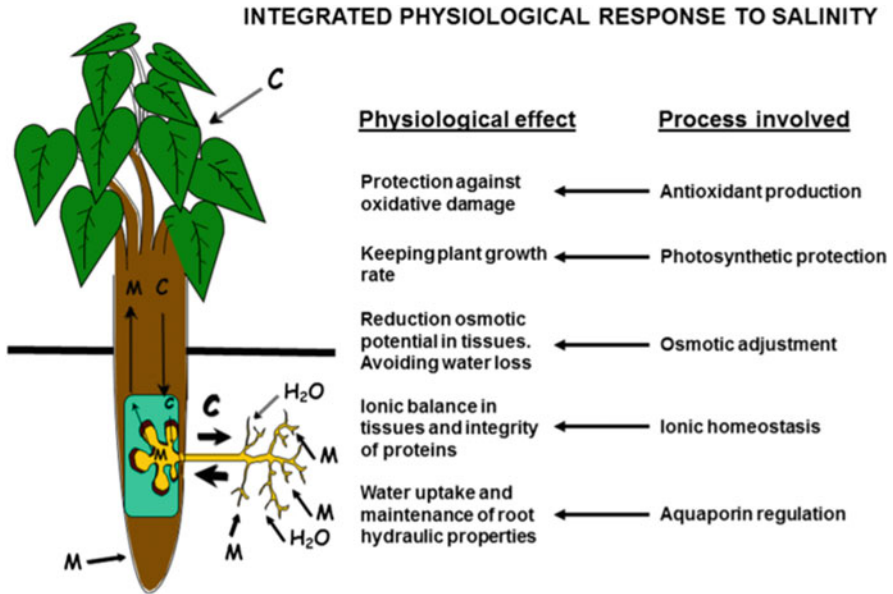 INTEGRATED PHYSIOLOGICAL RESPONSE TO SALINITY
C
Physiological effect
Process involved
Protection against
oxidative damage
Antioxidant production
Keeping plant growth
rate
Photosynthetic protection
M C
Reduction osmotic
potential in tissues.
Avoiding water loss
Osmotic adjustment
H₂O
C
C
Ionic balance in
tissues and integrity
of proteins
Ionic homeostasis
M
M
Water uptake and
maintenance of root
hydraulic properties
Aquaporin regulation
M
H₂O
M
M